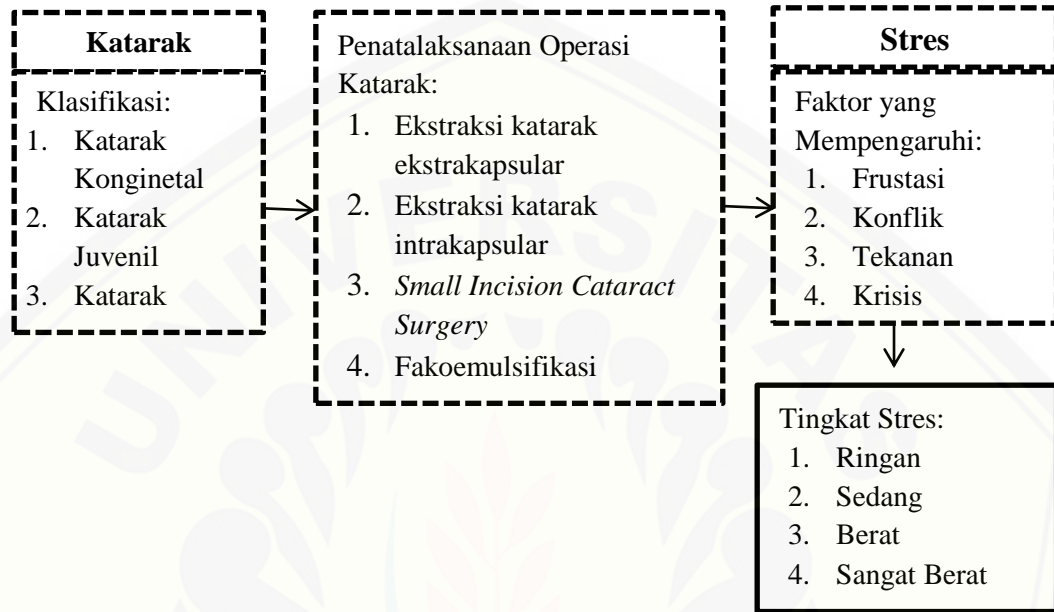 Katarak
Klasifikasi:
1. Katarak
Konginetal
2. Katarak
Juvenil
3. Katarak
Penatalaksanaan Operasi
Katarak:
1. Ekstraksi katarak
ekstrakapsular
2. Ekstraksi katarak
intrakapsular
3. Small Incision Cataract
Surgery
4. Fakoemulsifikasi
Stres
Faktor yang
Mempengaruhi:
1. Frustasi
2. Konflik
3. Tekanan
4. Krisis
Tingkat Stres:
1. Ringan
2. Sedang
3. Berat
4. Sangat Berat
UNIVERSITAS